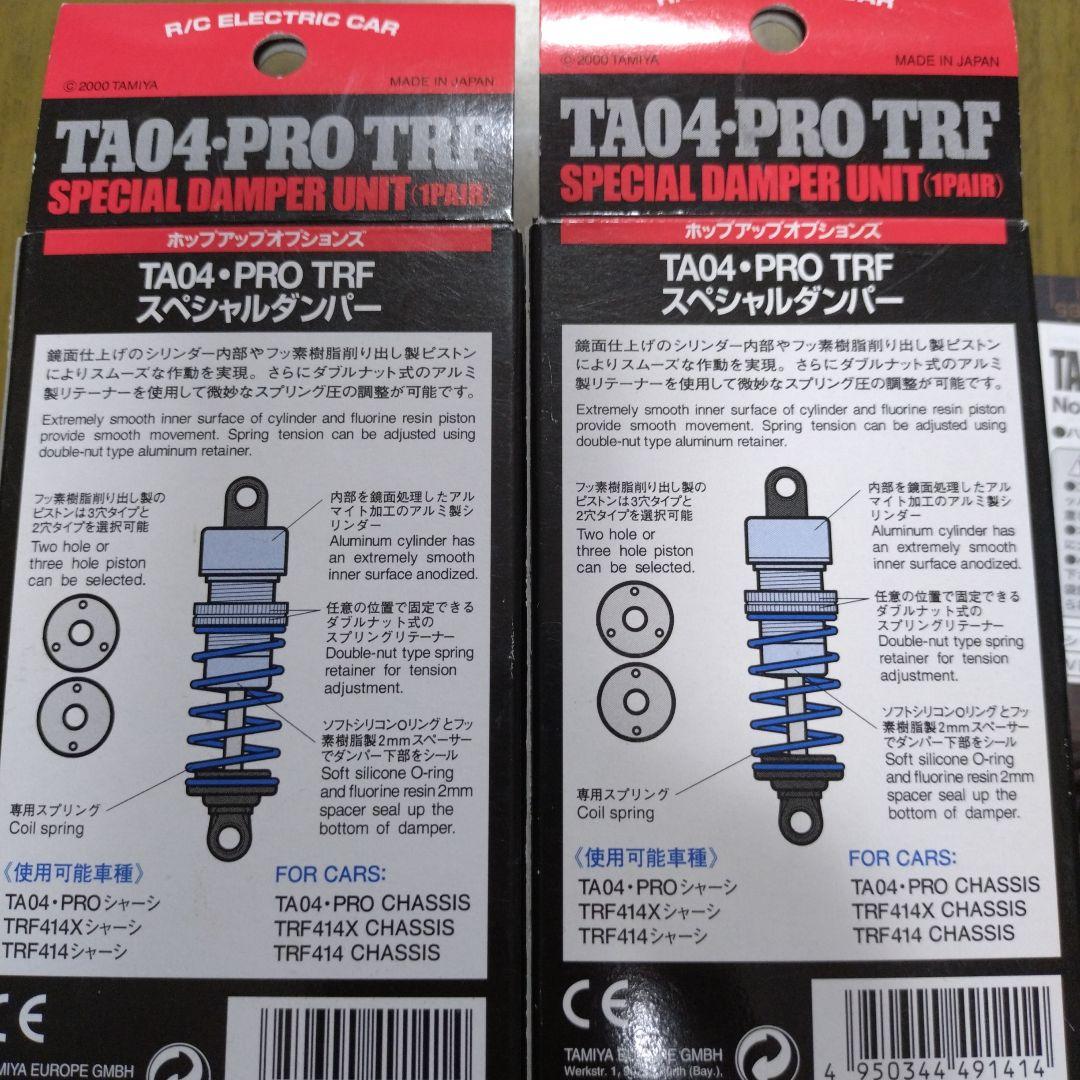 R/C ELECTRIC CAR
© 2000 TAMIYA
MADE IN JAPAN
TA04·PRO TRF
SPECIAL DAMPER UNIT(1PAIR)
ホップアップオプションズ
TA04・PRO TRF
スペシャルダンパー
鏡面仕上げのシリンダー内部やフッ素樹脂削り出し製ピストン
によりスムーズな作動を実現。さらにダブルナット式のアルミ
製リテーナーを使用して微妙なスプリング圧の調整が可能です。
Extremely smooth inner surface of cylinder and fluorine resin piston
provide smooth movement. Spring tension can be adjusted using
double-nut type aluminum retainer.
フッ素樹脂削り出し製の
ピストンは3穴タイプと
2穴タイプを選択可能
Two hole or
three hole piston
can be selected.
内部を鏡面処理したアル
マイト加工のアルミ製シ
リンダー
Aluminum cylinder has
an extremely smooth
inner surface anodized.
任意の位置で固定できる
ダブルナット式の
スプリングリテーナー
Double-nut type spring
retainer for tension
adjustment.
ソフトシリコンOリングとフッ
素樹脂製2mmスペーサー
でダンパー下部をシール
Soft silicone O-ring
and fluorine resin 2mm
spacer seal up the
bottom of damper.
専用スプリング
Coil spring
《使用可能車種》
TA04・PROシャーシ
TRF414Xシャーシ
TRF414シャーシ
FOR CARS:
TA04・PRO CHASSIS
TRF414X CHASSIS
TRF414 CHASSIS
CE
MIYA EUROPE GMBH
CAR
© 2000 TAMIYA
MADE IN JAPAN
TA04·PRO TRF
SPECIAL DAMPER UNIT(1PAIR)
ホップアップオプションズ
TA04・PRO TRF
スペシャルダンパー
鏡面仕上げのシリンダー内部やフッ素樹脂削り出し製ピストン
によりスムーズな作動を実現。さらにダブルナット式のアルミ
製リテーナーを使用して微妙なスプリング圧の調整が可能です。
Extremely smooth inner surface of cylinder and fluorine resin piston
provide smooth movement. Spring tension can be adjusted using
double-nut type aluminum retainer.
フッ素樹脂削り出し製の
ピストンは3穴タイプと
2穴タイプを選択可能
Two hole or
three hole piston
can be selected.
内部を鏡面処理したアル
マイト加工のアルミ製シ
リンダー
Aluminum cylinder has
an extremely smooth
inner surface anodized.
任意の位置で固定できる
ダブルナット式の
スプリングリテーナー
Double-nut type spring
retainer for tension
adjustment.
ソフトシリコンOリングとフッ
素樹脂製2mmスペーサー
でダンパー下部をシール
Soft silicone O-ring
and fluorine resin 2mm
spacer seal up the
bottom of damper.
専用スプリング
Coil spring
《使用可能車種》
TA04・PROシャーシ
TRF414Xシャーシ
TRF414シャーシ
FOR CARS:
TA04・PRO CHASSIS
TRF414X CHASSIS
TRF414 CHASSIS
CE
TAMIYA GMBH
Werkstr. 1, (Bay.).
4 950344 491414
TA
No